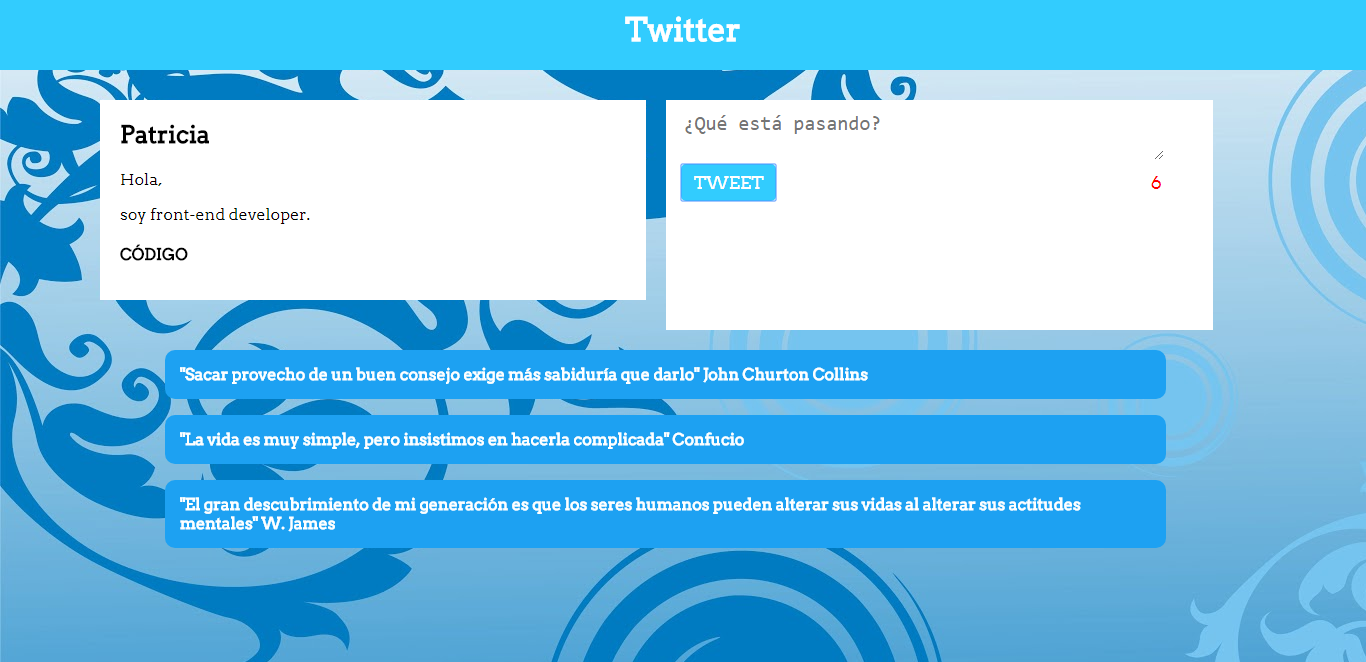 Twitter
Patricia
Hola,
soy front-end developer.
CÓDIGO
¿Qué está pasando?
TWEET
6
"Sacar provecho de un buen consejo exige más sabiduría que darlo" John Churton Collins
"La vida es muy simple, pero insistimos en hacerla complicada" Confucio
"El gran descubrimiento de mi generación es que los seres humanos pueden alterar sus vidas al alterar sus actitudes
mentales" W. James